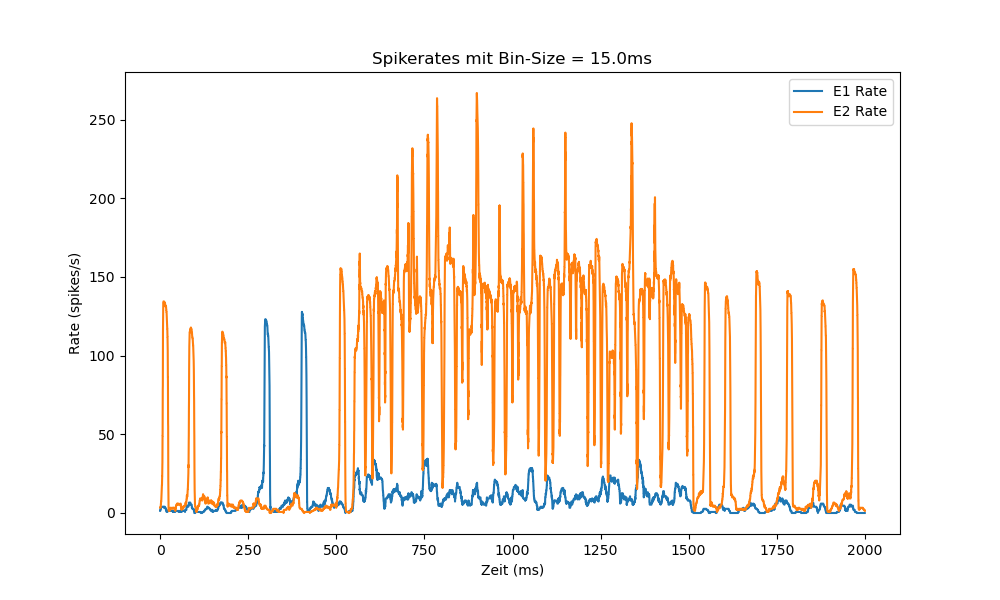 Spikerates mit Bin-Size = 15.0ms
E1 Rate
E2 Rate
Rate (spikes/s)
250
200
150
100
50
0
0 250 500 750 1000 1250 1500 1750 2000
Zeit (ms)